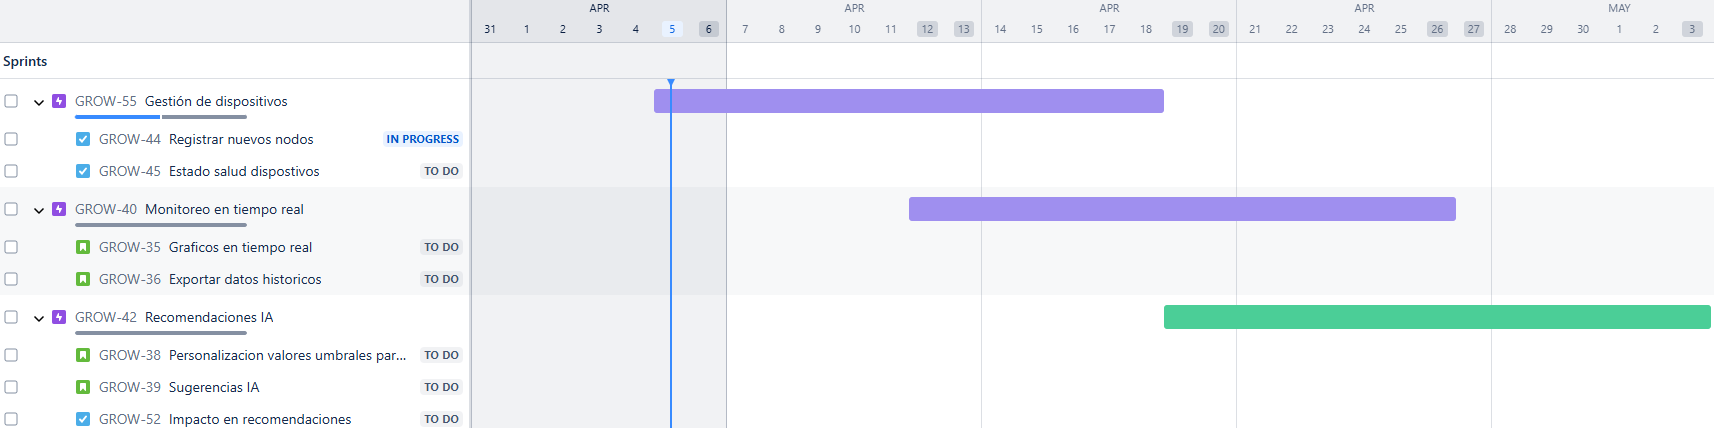 APR APR APR APR MAY
31 1 2 3 4 5 6 7 8 9 10 11 12 13 14 15 16 17 18 19 20 21 22 23 24 25 26 27 28 29 30 1 2 3
Sprints
GROW-55 Gestión de dispositivos
GROW-44 Registrar nuevos nodos IN PROGRESS
GROW-45 Estado salud dispostivos TO DO
GROW-40 Monitoreo en tiempo real
GROW-35 Graficos en tiempo real TO DO
GROW-36 Exportar datos historicos TO DO
GROW-42 Recomendaciones IA
GROW-38 Personalizacion valores umbrales par... TO DO
GROW-39 Sugerencias IA TO DO
GROW-52 Impacto en recomendaciones TO DO